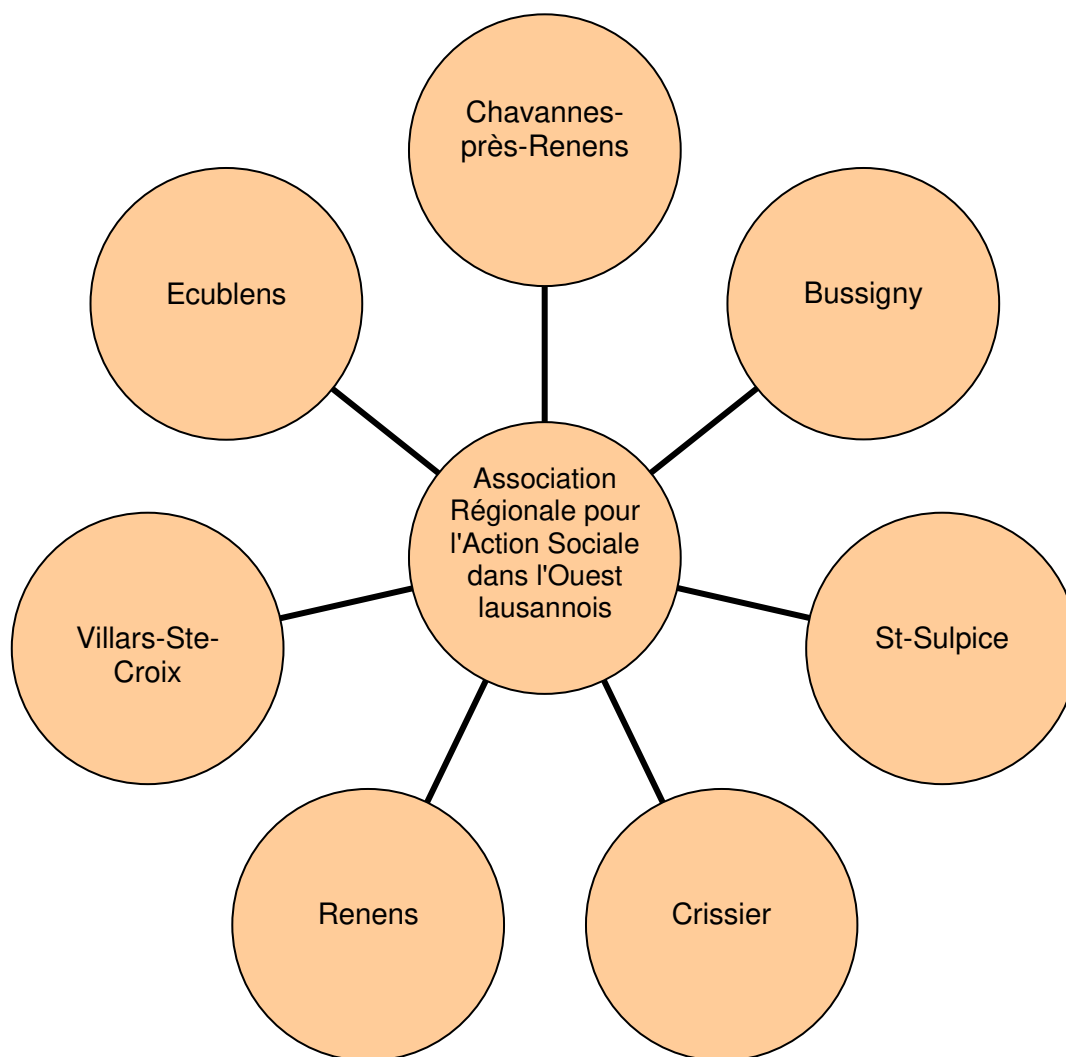 Chavannes-
près-Renens
Ecublens
Bussigny
Association
Régionale pour
l'Action Sociale
dans l'Ouest
lausannois
Villars-Ste-
Croix
St-Sulpice
Renens
Crissier